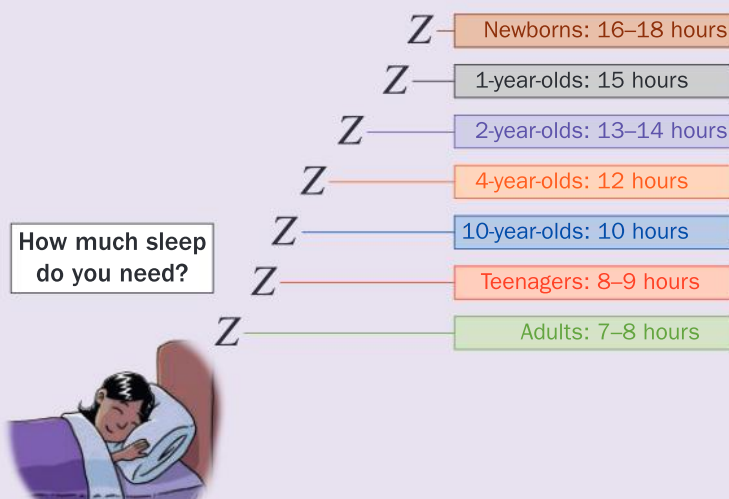 Z
Newborns: 16–18 hours
Z
1-year-olds: 15 hours
Z
2-year-olds: 13–14 hours
Z
4-year-olds: 12 hours
Z
10-year-olds: 10 hours
Z
Teenagers: 8–9 hours
Z
Adults: 7–8 hours
How much sleep
do you need?